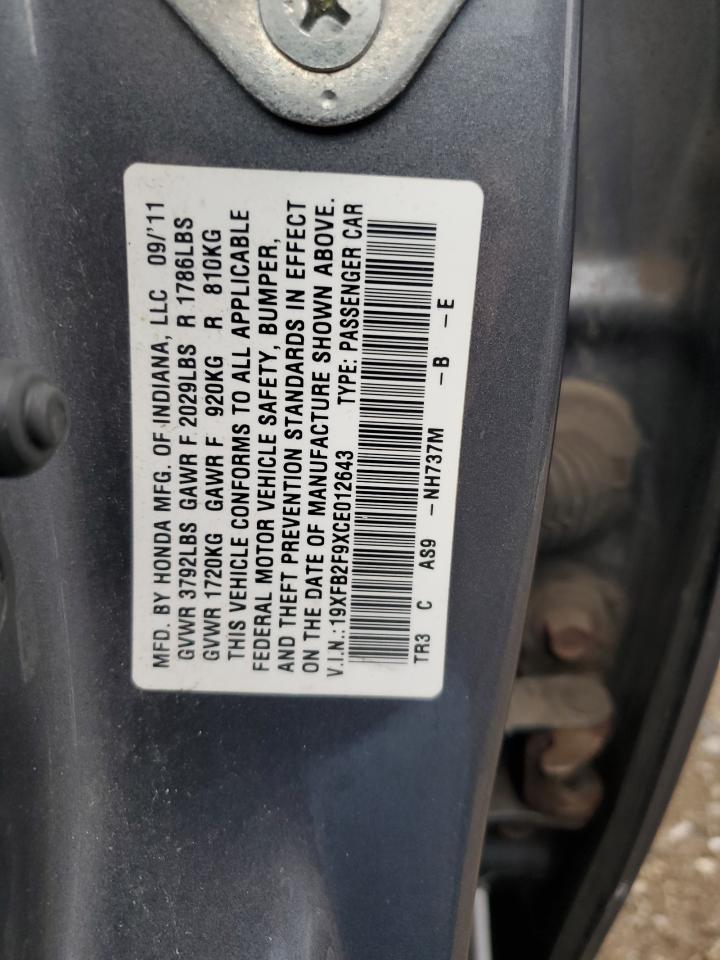 MFD. BY HONDA MFG. OF INDIANA, LLC 09/'11
GVWR 3792LBS GAWR F 2029LBS R 1786LBS
GVWR 1720KG GAWR F 920KG R 810KG
THIS VEHICLE CONFORMS TO ALL APPLICABLE
FEDERAL MOTOR VEHICLE SAFETY, BUMPER,
AND THEFT PREVENTION STANDARDS IN EFFECT
ON THE DATE OF MANUFACTURE SHOWN ABOVE.
V.I.N.:19XFB2F9XCE012643 TYPE: PASSENGER CAR
TR3 C AS9 -NH737M -B -E